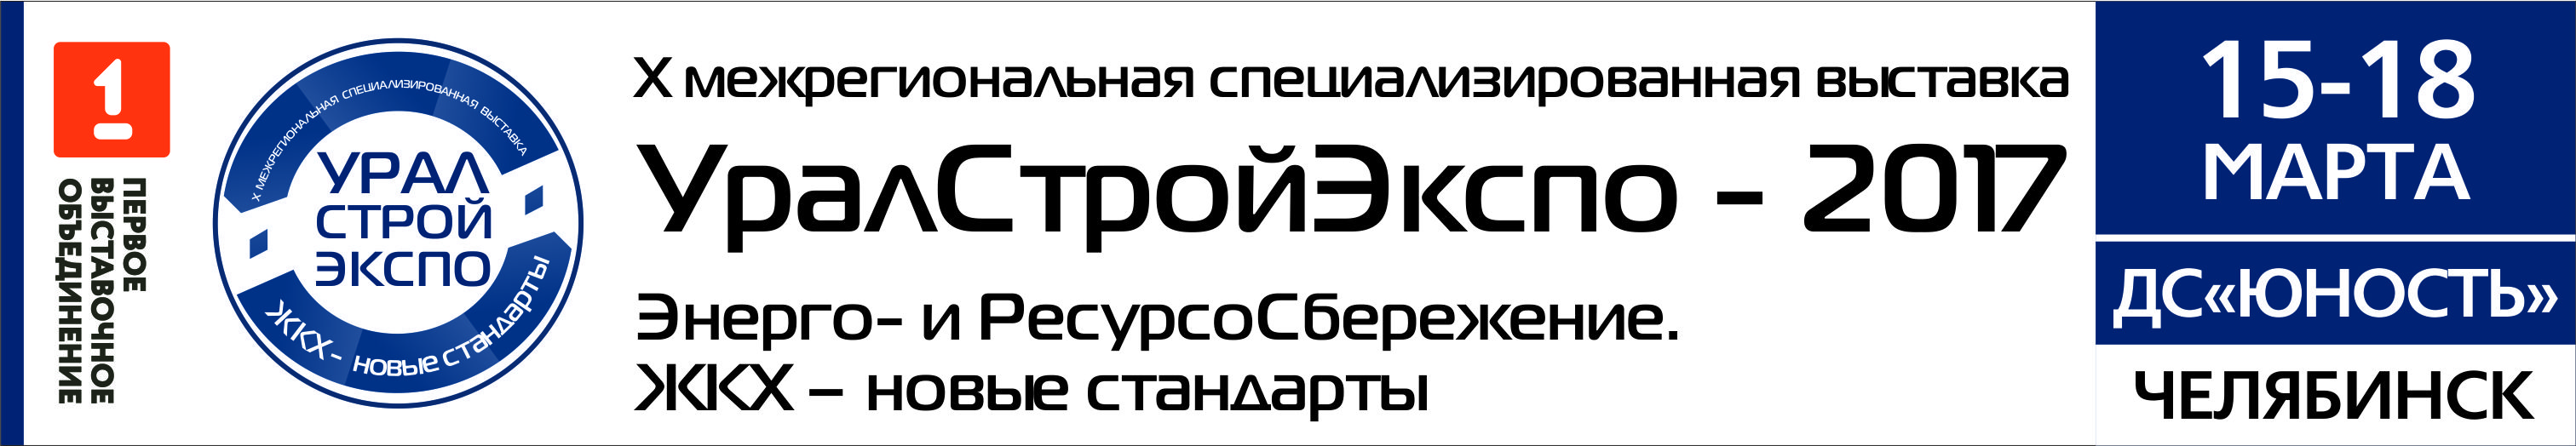 1
ПЕРВОЕ
ВЫСТАВОЧНОЕ
ОБЪЕДИНЕНИЕ
X МЕЖРЕГИОНАЛЬНАЯ СПЕЦИАЛИЗИРОВАННАЯ ВЫСТАВКА
УРАЛ
СТРОЙ
ЭКСПО
ЖКХ- новые стандарты
X межрегиональная специализированная выставка
УралСтройЭкспо - 2017
Энерго- и РесурсоСбережение.
ЖКХ – новые стандарты
15-18
МАРТА
ДС«ЮНОСТЬ»
ЧЕЛЯБИНСК